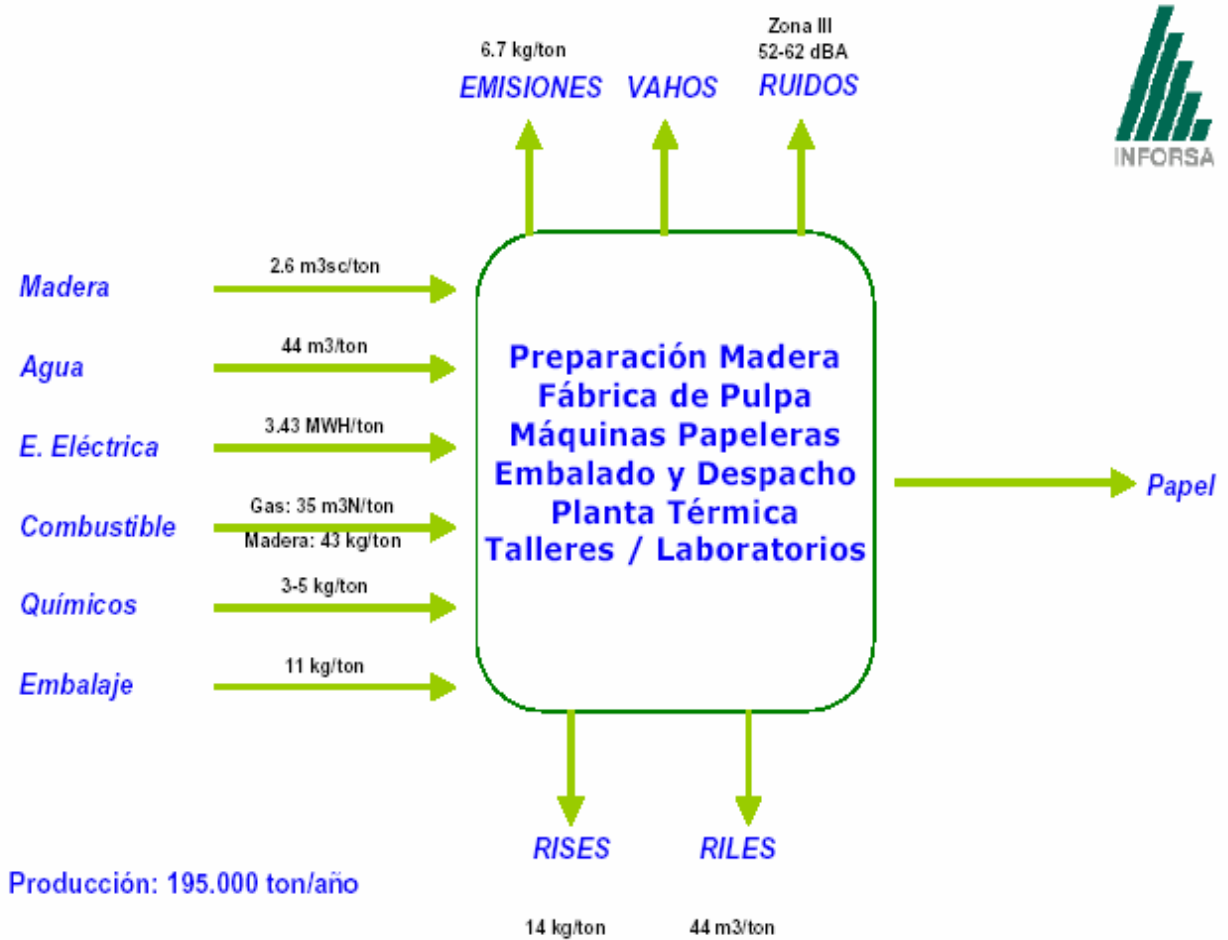 6.7 kg/ton
Zona III
52-62 dBA
EMISIONES
VAHOS
RUIDOS
INFORSA
Madera
2.6 m3sc/ton
Agua
44 m3/ton
E. Eléctrica
3.43 MWH/ton
Combustible
Gas: 35 m3N/ton
Madera: 43 kg/ton
Químicos
3-5 kg/ton
Embalaje
11 kg/ton
Preparación Madera
Fábrica de Pulpa
Máquinas Papeleras
Embalado y Despacho
Planta Térmica
Talleres / Laboratorios
Papel
RISES
RILES
Producción: 195.000 ton/año
14 kg/ton
44 m3/ton